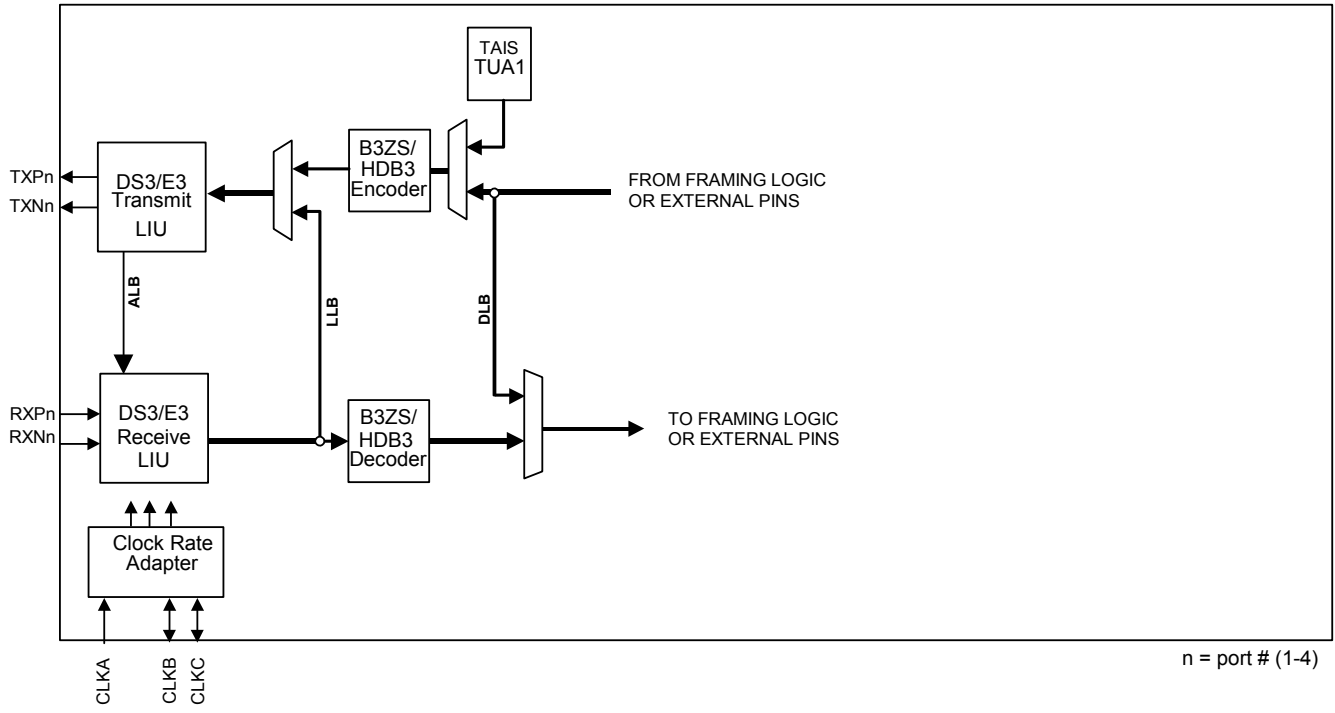 TAIS
TUA1
B3ZS/
HDB3
Encoder
TXPn
TXNn
DS3/E3
Transmit
LIU
FROM FRAMING LOGIC
OR EXTERNAL PINS
ALB
LLB
DLB
RXPn
RXNn
DS3/E3
Receive
LIU
B3ZS/
HDB3
Decoder
TO FRAMING LOGIC
OR EXTERNAL PINS
Clock Rate
Adapter
CLKA
CLKB
CLKC
n = port # (1-4)